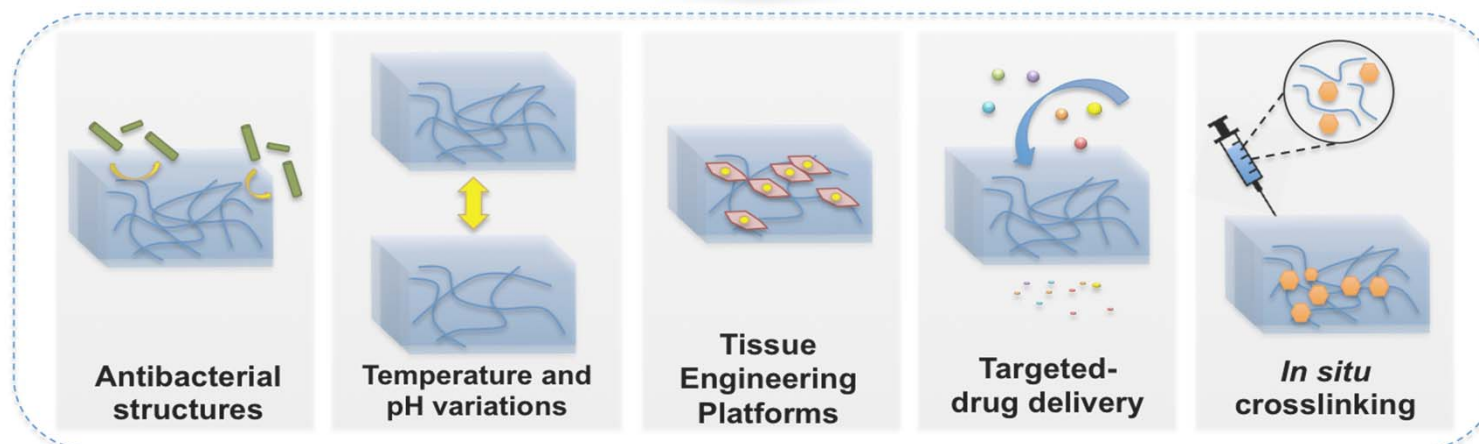 Antibacterial
structures
Temperature and
pH variations
Tissue
Engineering
Platforms
Targeted-
drug delivery
In situ
crosslinking